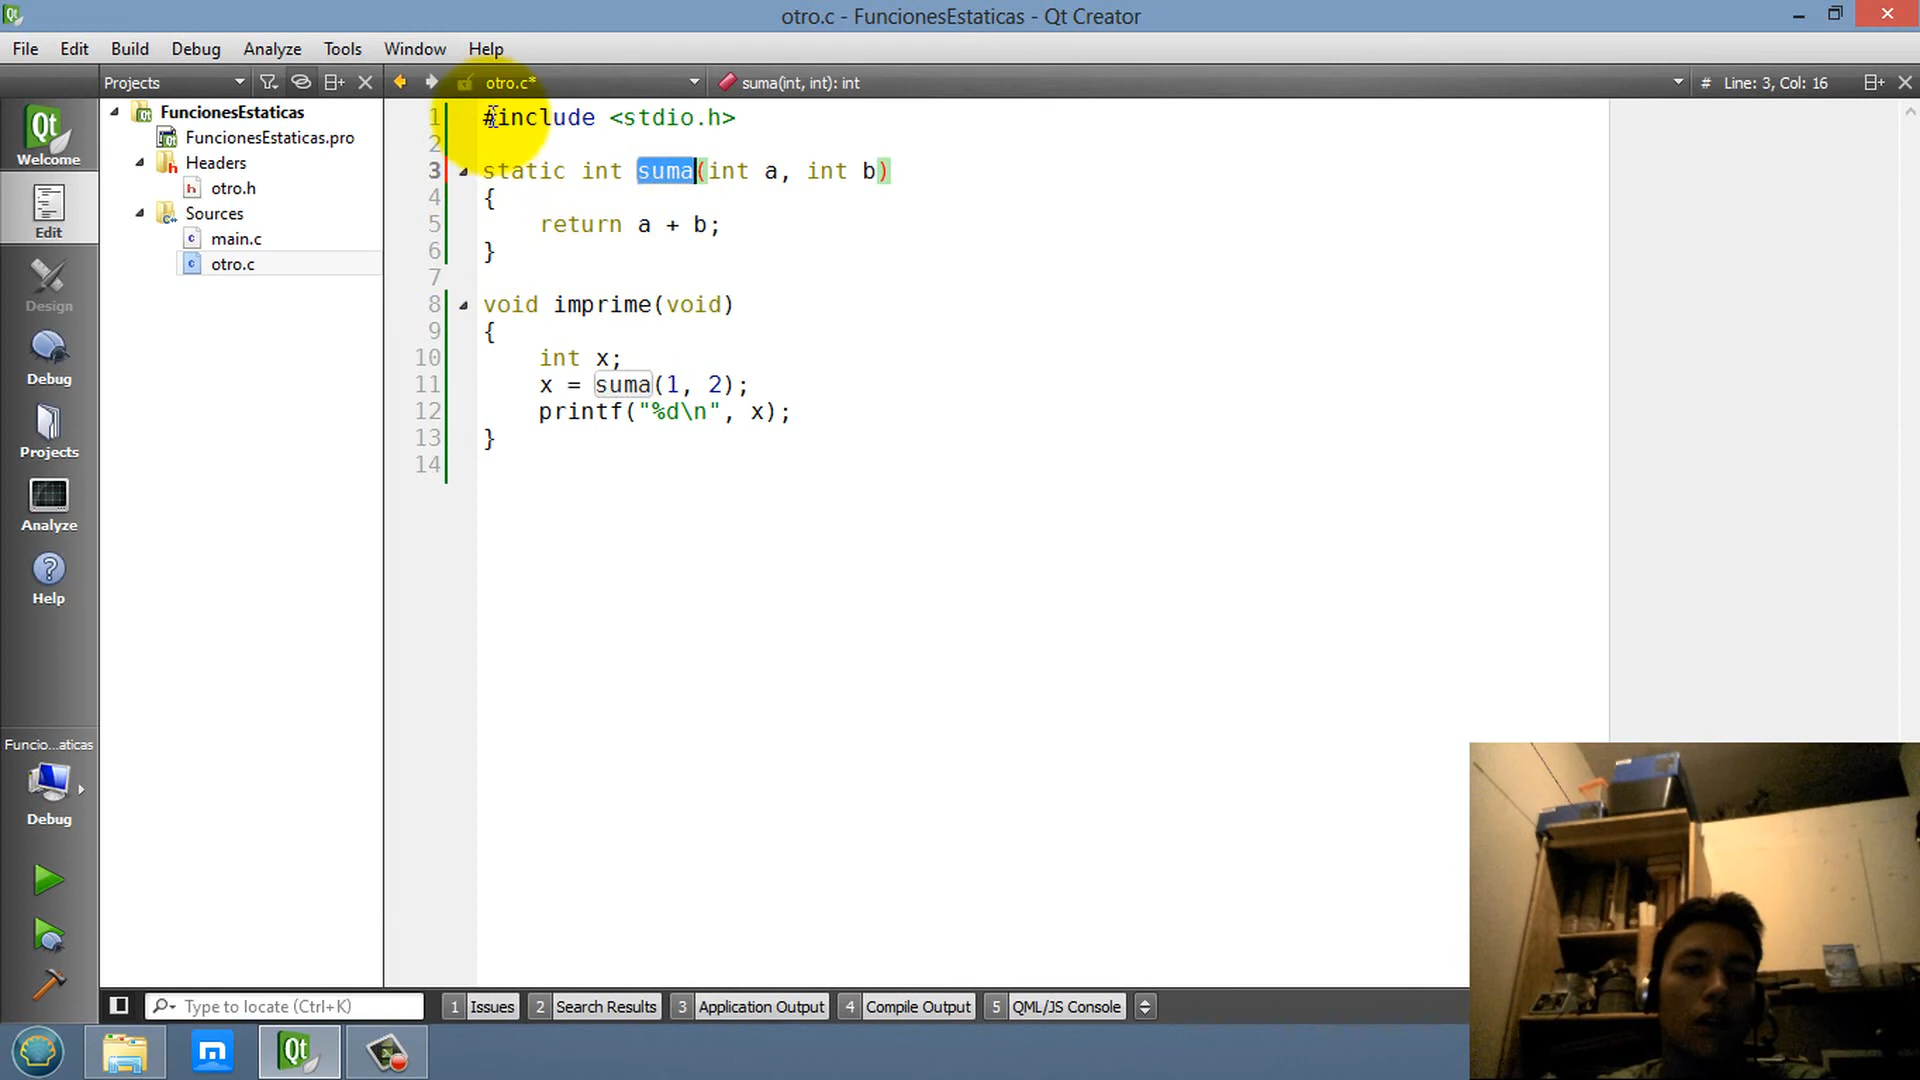 otro.c - FuncionesEstaticas - Qt Creator
File Edit Build Debug Analyze Tools Window Help
Projects otro.c* suma(int, int): int # Line: 3, Col: 16
Qt
Welcome
Edit
Design
Debug
Projects
Analyze
Help
Funcio...aticas
Debug
FuncionesEstaticas
FuncionesEstaticas.pro
Headers
otro.h
Sources
main.c
otro.c
1 #include <stdio.h>
2
3 static int suma(int a, int b)
4 {
5 return a + b;
6 }
7
8 void imprime(void)
9 {
10 int x;
11 x = suma(1, 2);
12 printf("%d\n", x);
13 }
14
Type to locate (Ctrl+K) 1 Issues 2 Search Results 3 Application Output 4 Compile Output 5 QML/JS Console
Qt